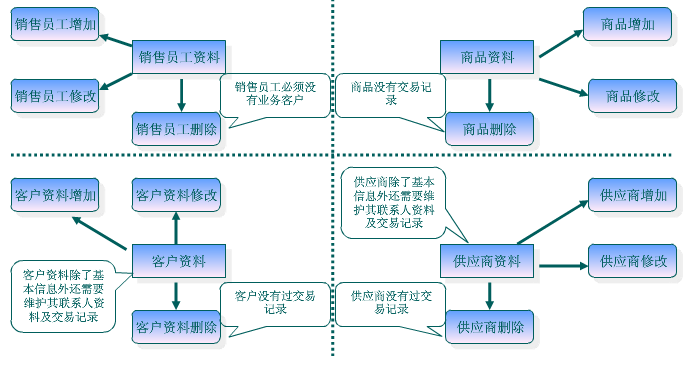 销售员工增加
销售员工资料
销售员工修改
销售员工必须没
有业务客户
销售员工删除
商品增加
商品资料
商品没有交易记
录
商品修改
商品删除
客户资料增加
客户资料修改
客户资料
客户资料除了基
本信息外还需要
维护其联系人资
料及交易记录
客户没有过交易
记录
客户资料删除
供应商除了基本
信息外还需要维
护其联系人资料
及交易记录
供应商增加
供应商资料
供应商修改
供应商没有过交
易记录
供应商删除